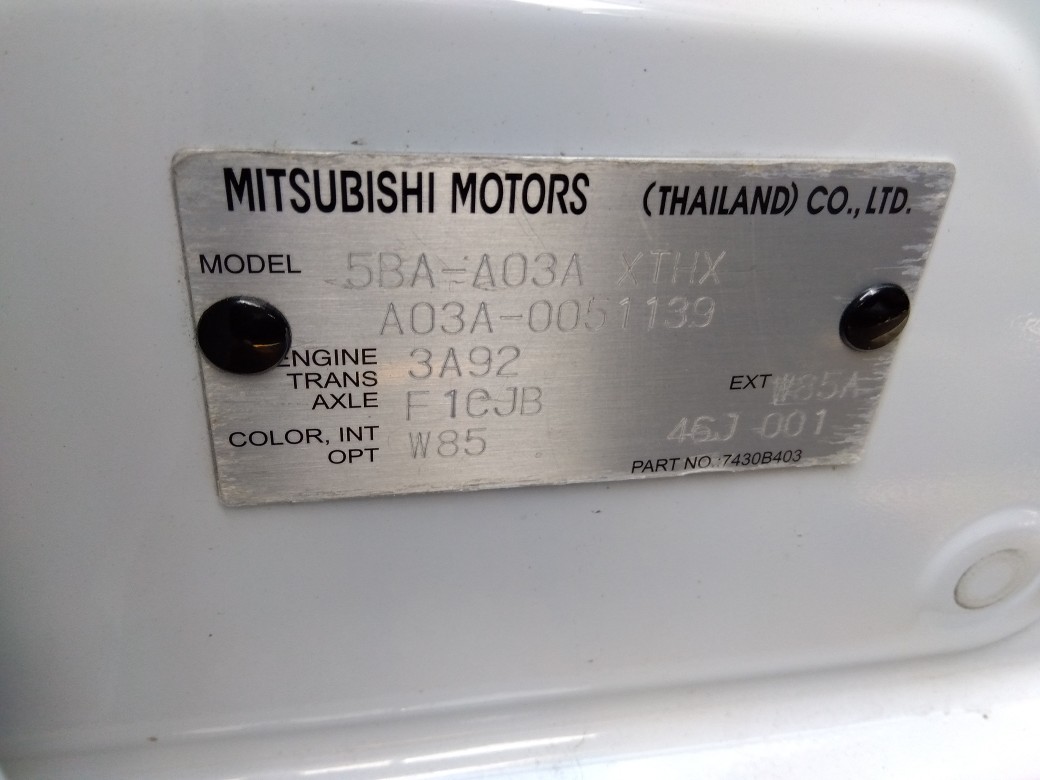 MITSUBISHI MOTORS (THAILAND) CO., LTD.
MODEL 5BA-A03A XTHX
A03A-0051139
ENGINE 3A92
TRANS
AXLE F1CJB
EXT W85A
COLOR, INT W85
OPT 46J 001
PART NO.:7430B403